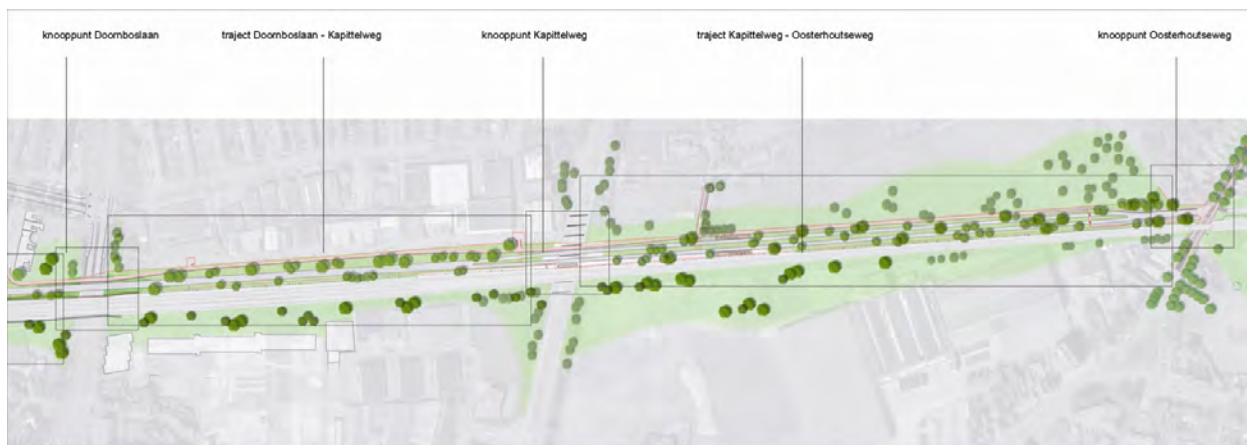 knooppunt Doornboslaan
traject Doornboslaan - Kapittelweg
knooppunt Kapittelweg
traject Kapittelweg - Oosterhoutseweg
knooppunt Oosterhoutseweg